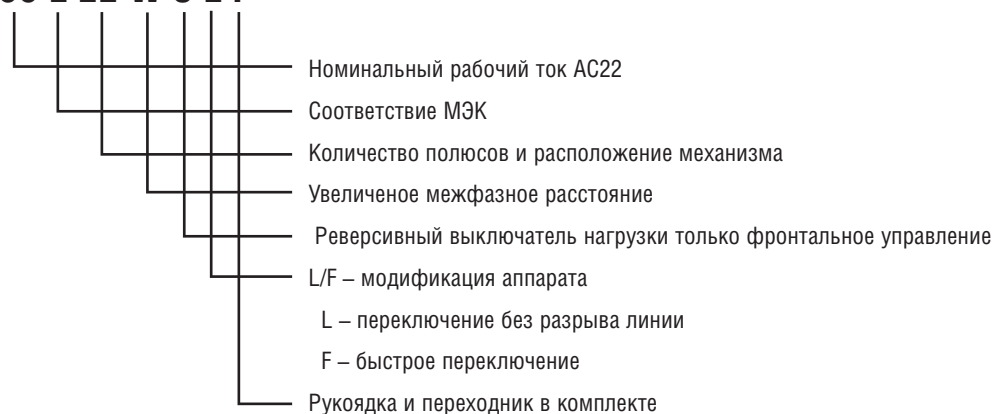 Номинальный рабочий ток AC22
Соответствие МЭК
Количество полюсов и расположение механизма
Увеличеное межфазное расстояние
Реверсивный выключатель нагрузки только фронтальное управление
L/F – модификация аппарата
L – переключение без разрыва линии
F – быстрое переключение
Рукоядка и переходник в комплекте